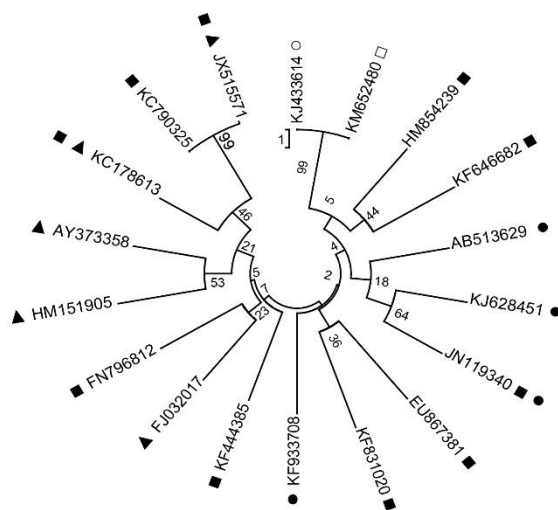 KJ433614
KM652480
HM854239
KF646682
AB513629
KJ628451
JN119340
EU867381
KF831020
KF933708
KF444385
FJ032017
FN796812
HM151905
AY373358
KC178613
KC790325
JX515571
1
99
5
44
4
18
64
2
36
7
23
5
21
53
46
99